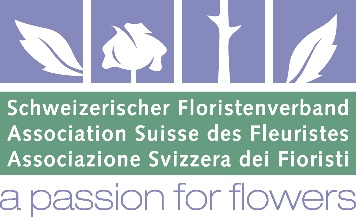 Schweizerischer Floristenverband
Association Suisse des Fleuristes
Associazione Svizzera dei Fioristi
a passion for flowers